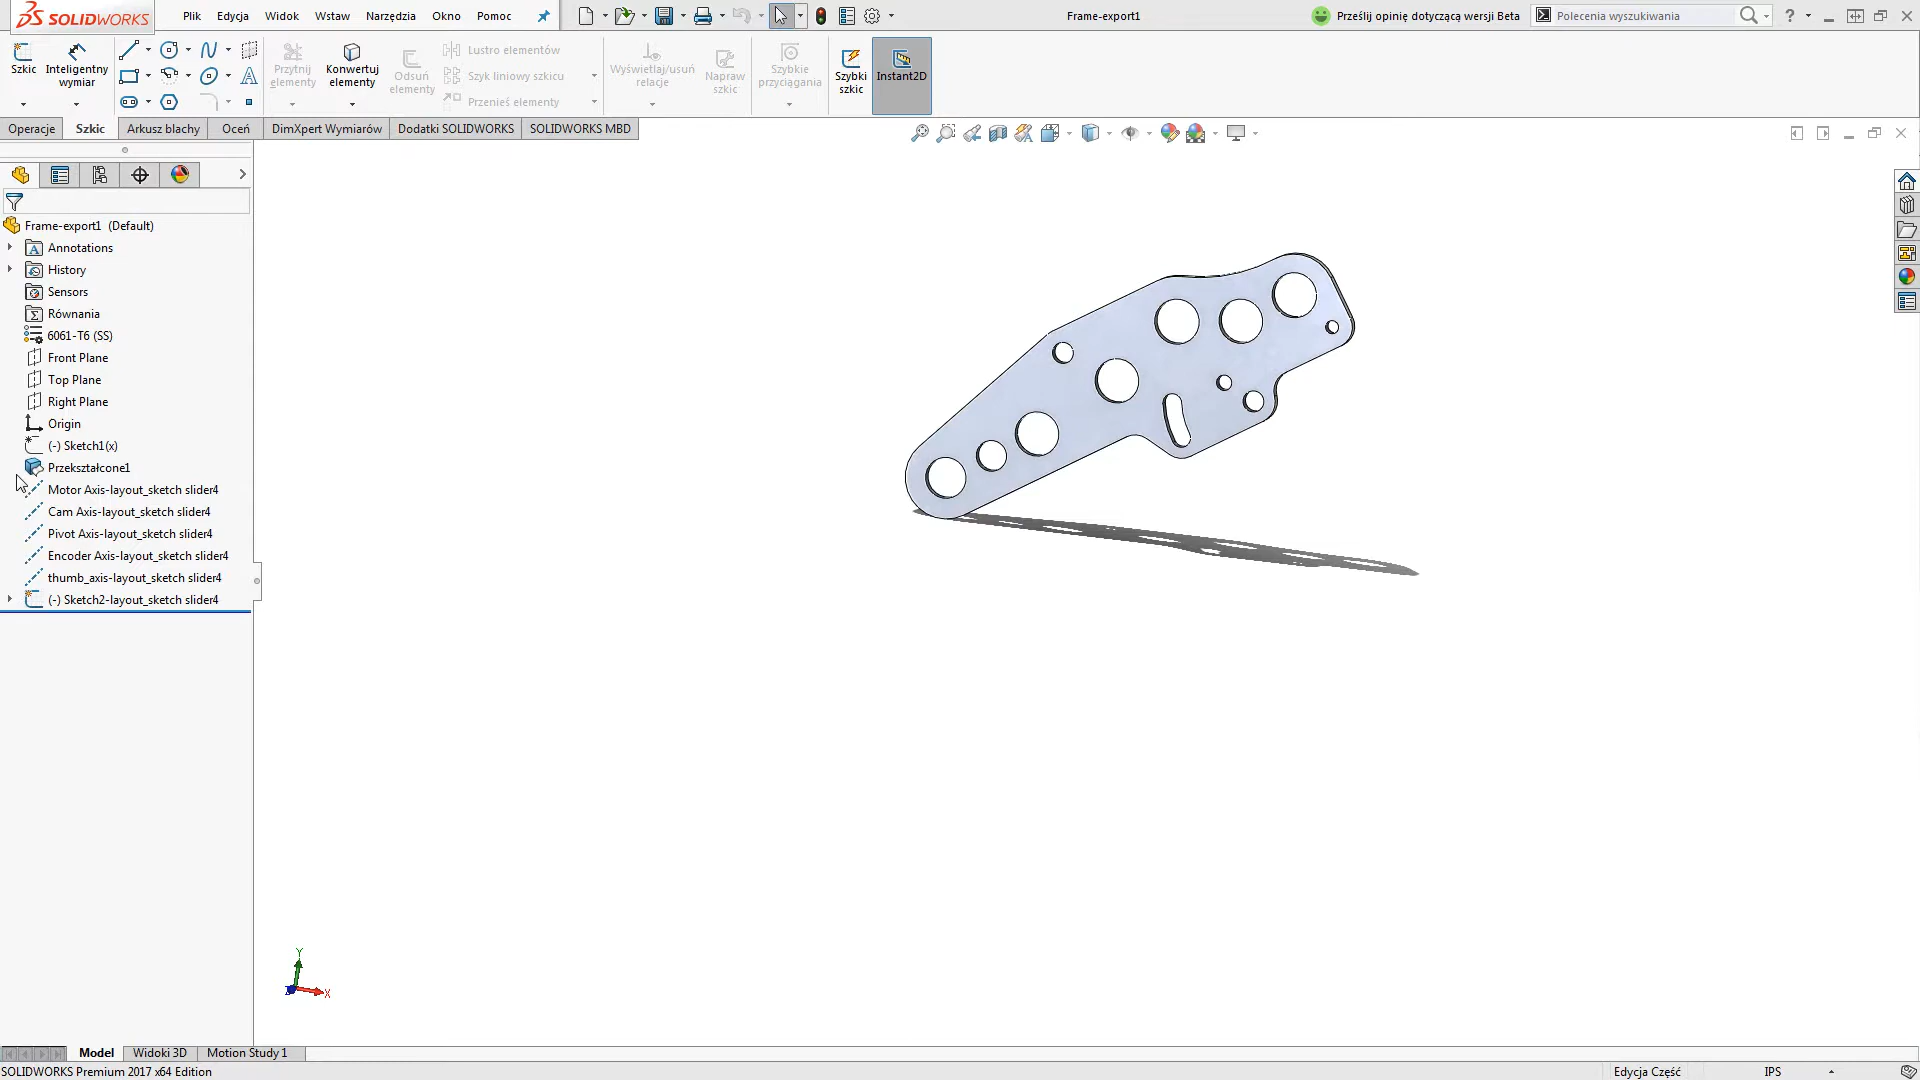 SOLIDWORKS
Plik Edycja Widok Wstaw Narzędzia Okno Pomoc
Frame-export1
Prześlij opinię dotyczącą wersji Beta
Polecenia wyszukiwania
Szkic
Inteligentny wymiar
Przytnij elementy
Konwertuj elementy
Odsuń elementy
Lustro elementów
Szyk liniowy szkicu
Przenieś elementy
Wyświetlaj/usuń relacje
Napraw szkic
Szybkie przyciągania
Szybki szkic
Instant2D
Operacje Szkic Arkusz blachy Oceń DimXpert Wymiarów Dodatki SOLIDWORKS SOLIDWORKS MBD
Frame-export1 (Default)
Annotations
History
Sensors
Równania
6061-T6 (SS)
Front Plane
Top Plane
Right Plane
Origin
(-) Sketch1(x)
Przekształcone1
Motor Axis-layout_sketch slider4
Cam Axis-layout_sketch slider4
Pivot Axis-layout_sketch slider4
Encoder Axis-layout_sketch slider4
thumb_axis-layout_sketch slider4
(-) Sketch2-layout_sketch slider4
Y
X
Model Widoki 3D Motion Study 1
SOLIDWORKS Premium 2017 x64 Edition
Edycja Część
IPS